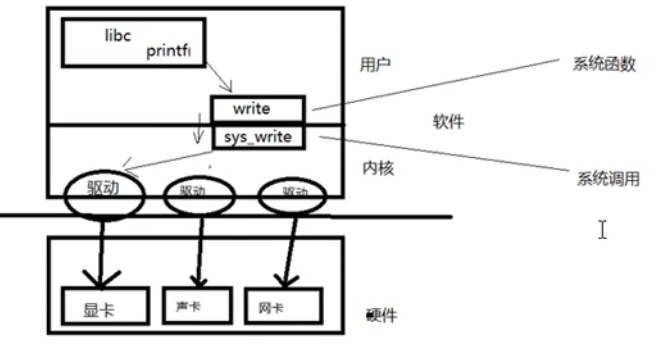 libc
printf
用户
系统函数
write
软件
sys_write
内核
系统调用
驱动
驱动
驱动
显卡
声卡
网卡
硬件